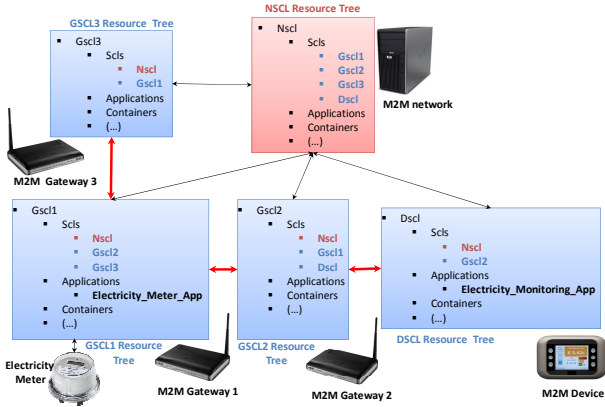 GSCL3 Resource Tree
Gscl3
Scls
Nscl
Gscl1
Applications
Containers
(...)
M2M Gateway 3
NSCL Resource Tree
Nscl
Scls
Gscl1
Gscl2
Gscl3
Dscl
Applications
Containers
(...)
M2M network
Gscl1
Scls
Nscl
Gscl2
Gscl3
Applications
Electricity_Meter_App
Containers
(...)
GSCL1 Resource
Tree
Electricity
Meter
M2M Gateway 1
Gscl2
Scls
Nscl
Gscl1
Dscl
Applications
Containers
(...)
GSCL2 Resource
Tree
M2M Gateway 2
Dscl
Scls
Nscl
Gscl2
Applications
Electricity_Monitoring_App
Containers
(...)
DSCL Resource Tree
M2M Device